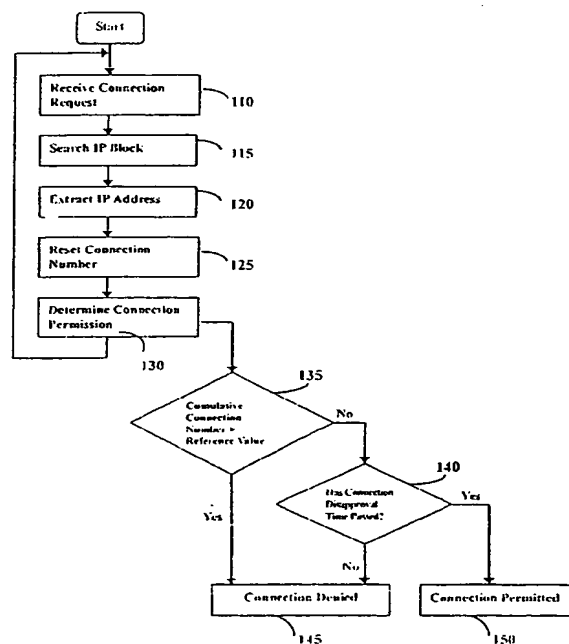 Start
Receive Connection
Request
110
Search IP Block
115
Extract IP Address
120
Reset Connection
Number
125
Determine Connection
Permission
130
135
Cumulative
Connection
Number
Reference Value
No
140
Has Connection
Disapproval
Time Passed?
Yes
Yes
No
Connection Denied
145
Connection Permitted
150